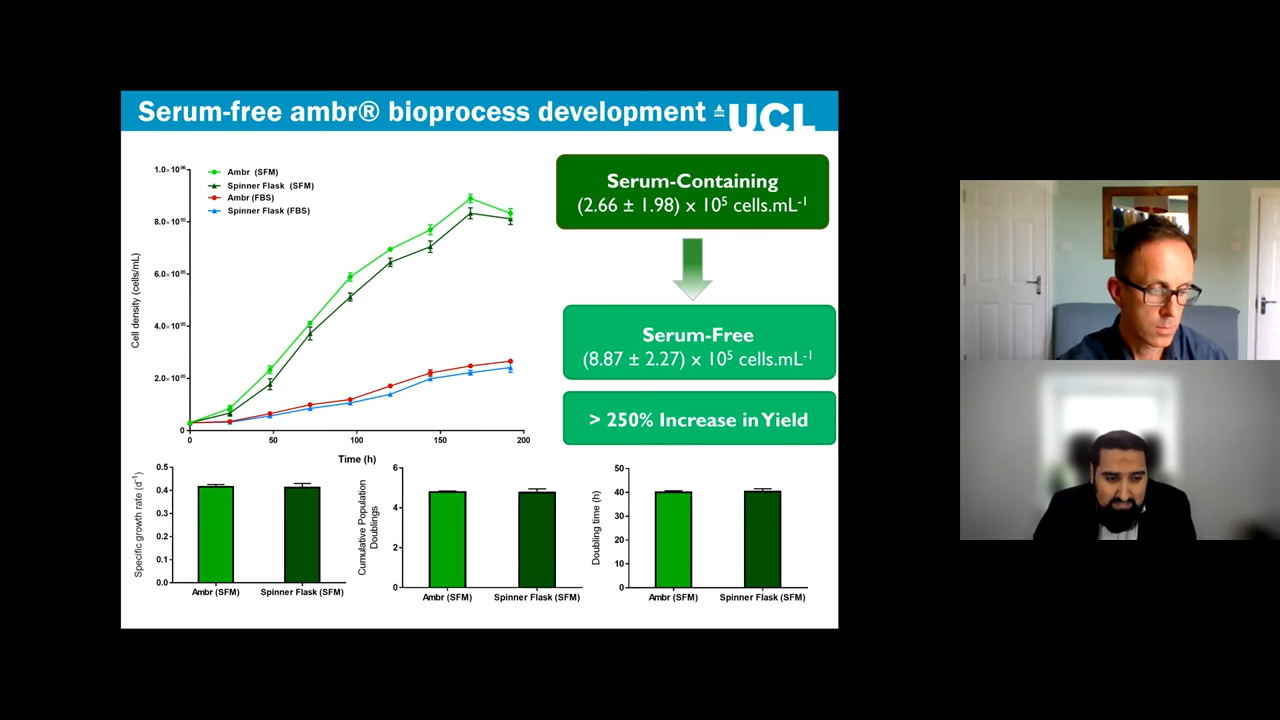 Serum-free ambr® bioprocess development
UCL
Ambr (SFM)
Spinner Flask (SFM)
Ambr (FBS)
Spinner Flask (FBS)
Cell density (cells/mL)
1.0×10⁰⁶
8.0×10⁰⁵
6.0×10⁰⁵
4.0×10⁰⁵
2.0×10⁰⁵
0
0 50 100 150 200
Time (h)
Serum-Containing
(2.66 ± 1.98) x 10⁵ cells.mL⁻¹
Serum-Free
(8.87 ± 2.27) x 10⁵ cells.mL⁻¹
> 250% Increase in Yield
Specific growth rate (d⁻¹)
0.5
0.4
0.3
0.2
0.1
0.0
Ambr (SFM) Spinner Flask (SFM)
Cumulative Population
Doublings
6
4
2
0
Ambr (SFM) Spinner Flask (SFM)
Doubling time (h)
50
40
30
20
10
0
Ambr (SFM) Spinner Flask (SFM)